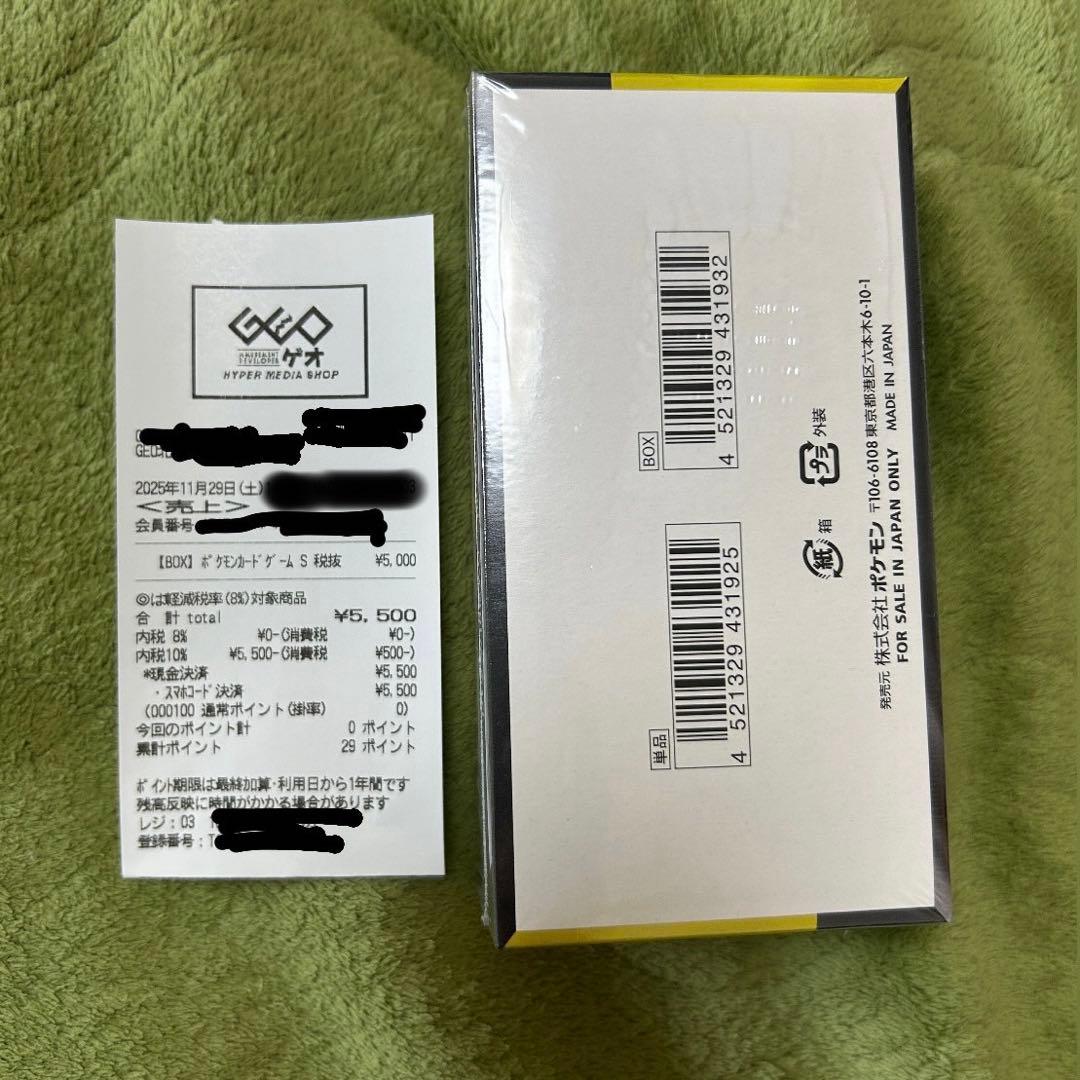 GEO
AMUSEMENT
DEVELOPER
ゲオ
HYPER MEDIA SHOP
2025年11月29日(土)
<売上>
会員番号
【BOX】ポケモンカードゲーム S 税抜 ¥5,000
◎は軽減税率(8%)対象商品
合 計 total ¥5,500
内税 8% ¥0-(消費税 ¥0-)
内税10% ¥5,500-(消費税 ¥500-)
*現金決済 ¥5,500
・スマホコード決済 ¥5,500
(000100 通常ポイント(掛率) 0)
今回のポイント計 0 ポイント
累計ポイント 29 ポイント
ポイント期限は最終加算・利用日から1年間です
残高反映に時間がかかる場合があります
レジ:03
登録番号:T
BOX
4 521329 431932
単品
4 521329 431925
プラ 外装
紙 箱
発売元 株式会社ポケモン 〒106-6108 東京都港区六本木6-10-1
FOR SALE IN JAPAN ONLY MADE IN JAPAN